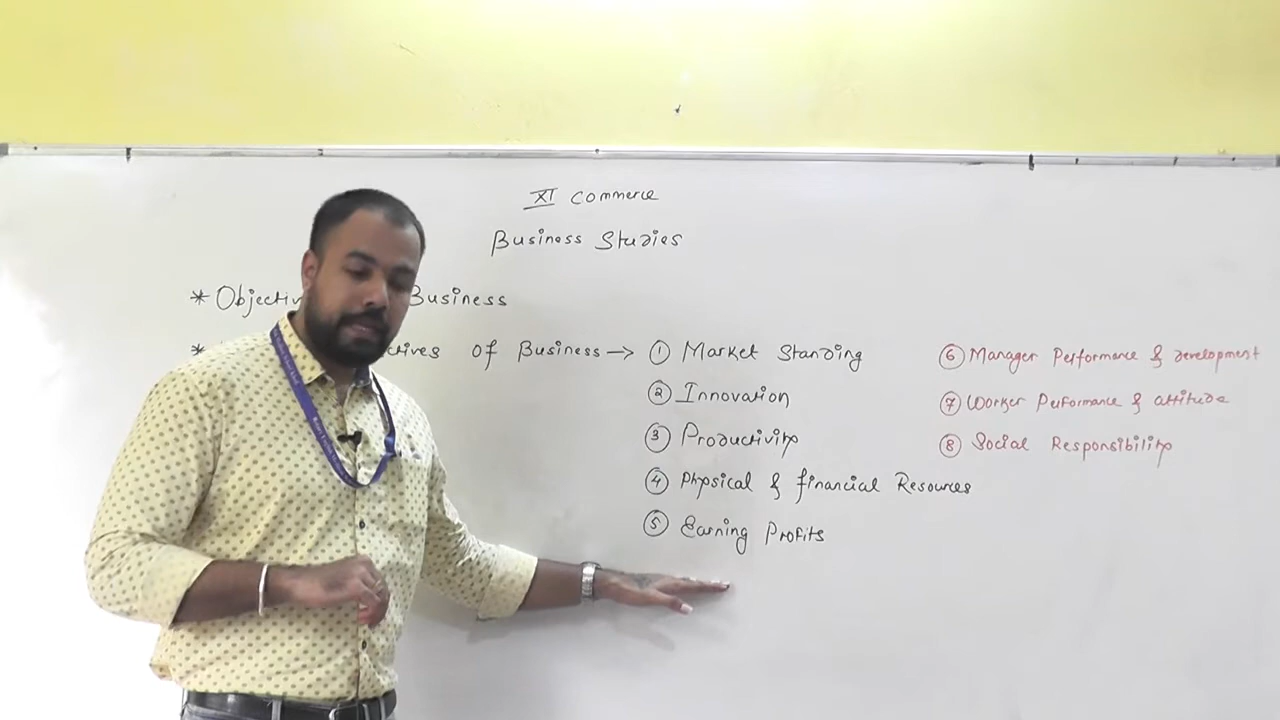 XI Commerce
Business Studies
* Objectiv Business
* ctives of Business → ① Market Standing
② Innovation
③ Productivity
④ Physical & financial Resources
⑤ Earning Profits
⑥ Manager Performance & development
⑦ Worker Performance & attitude
⑧ Social Responsibility